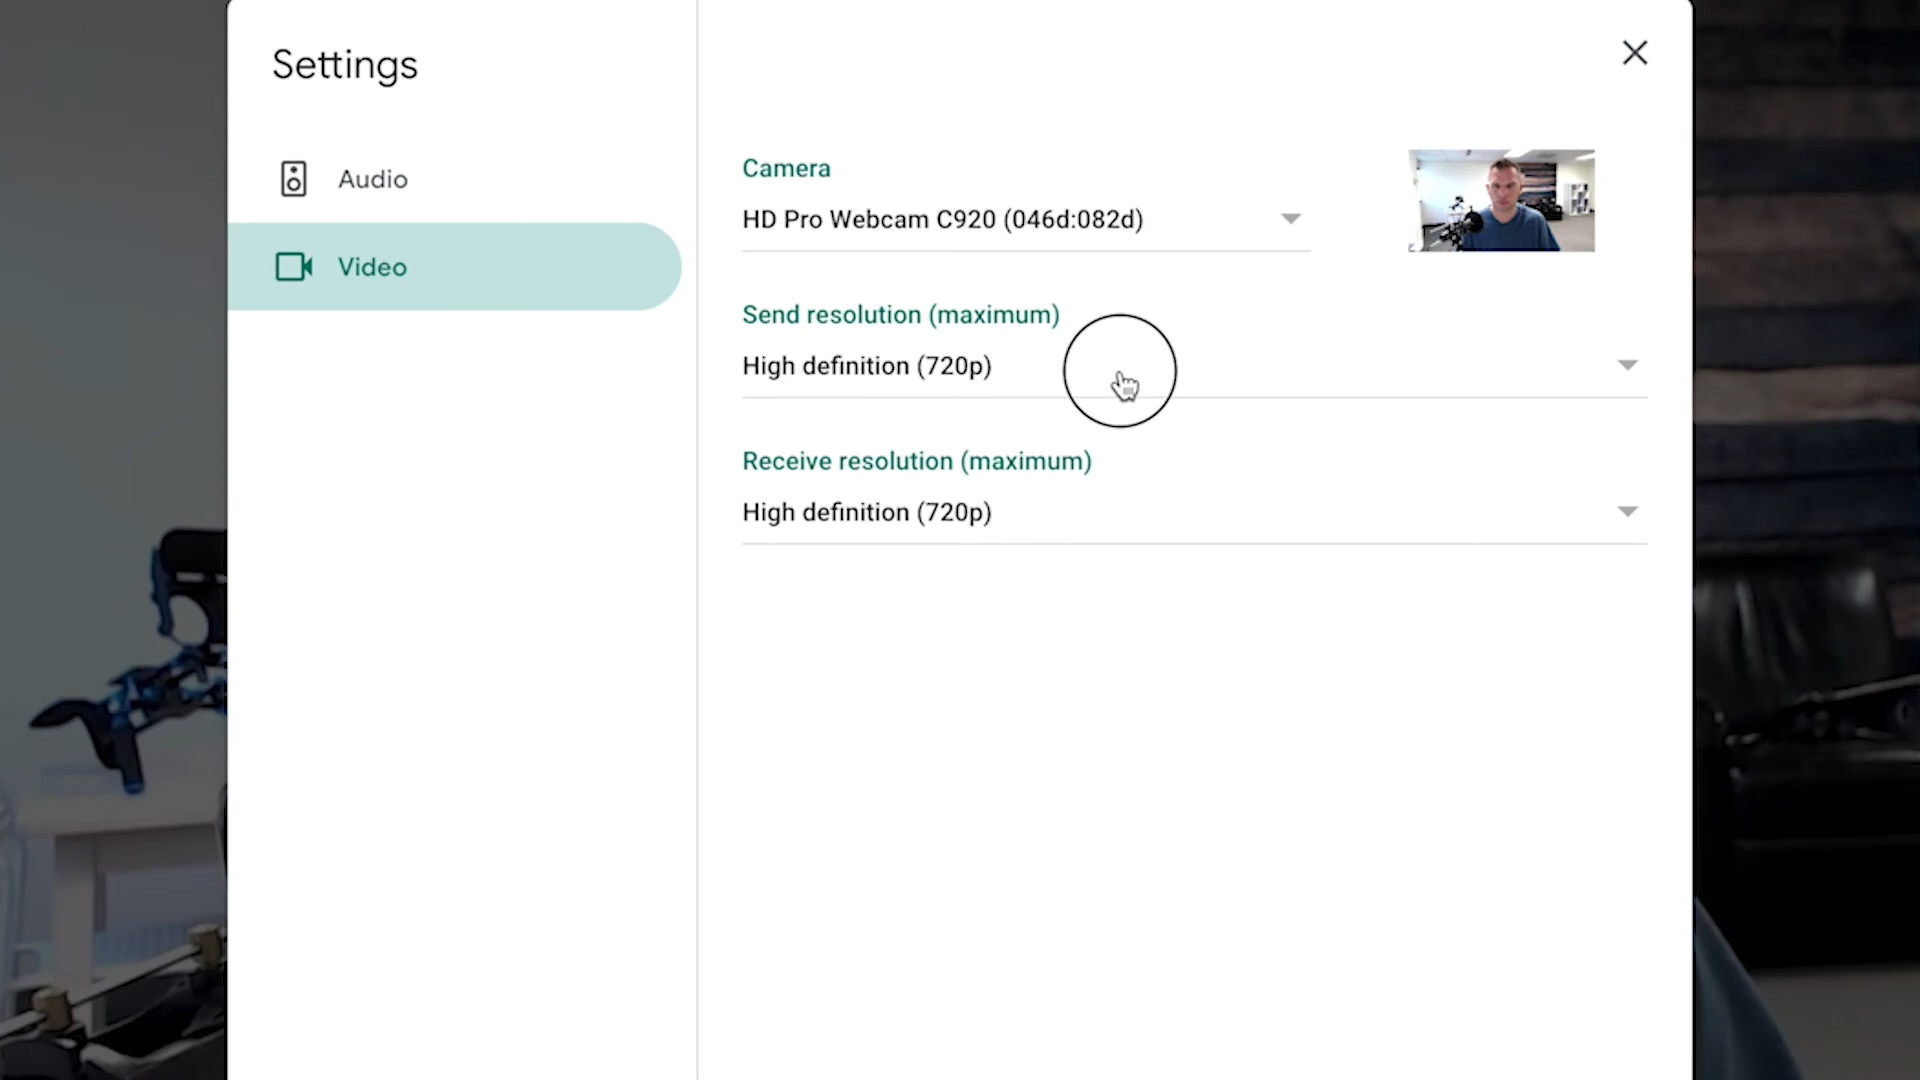 Settings
Audio
Video
Camera
HD Pro Webcam C920 (046d:082d)
Send resolution (maximum)
High definition (720p)
Receive resolution (maximum)
High definition (720p)